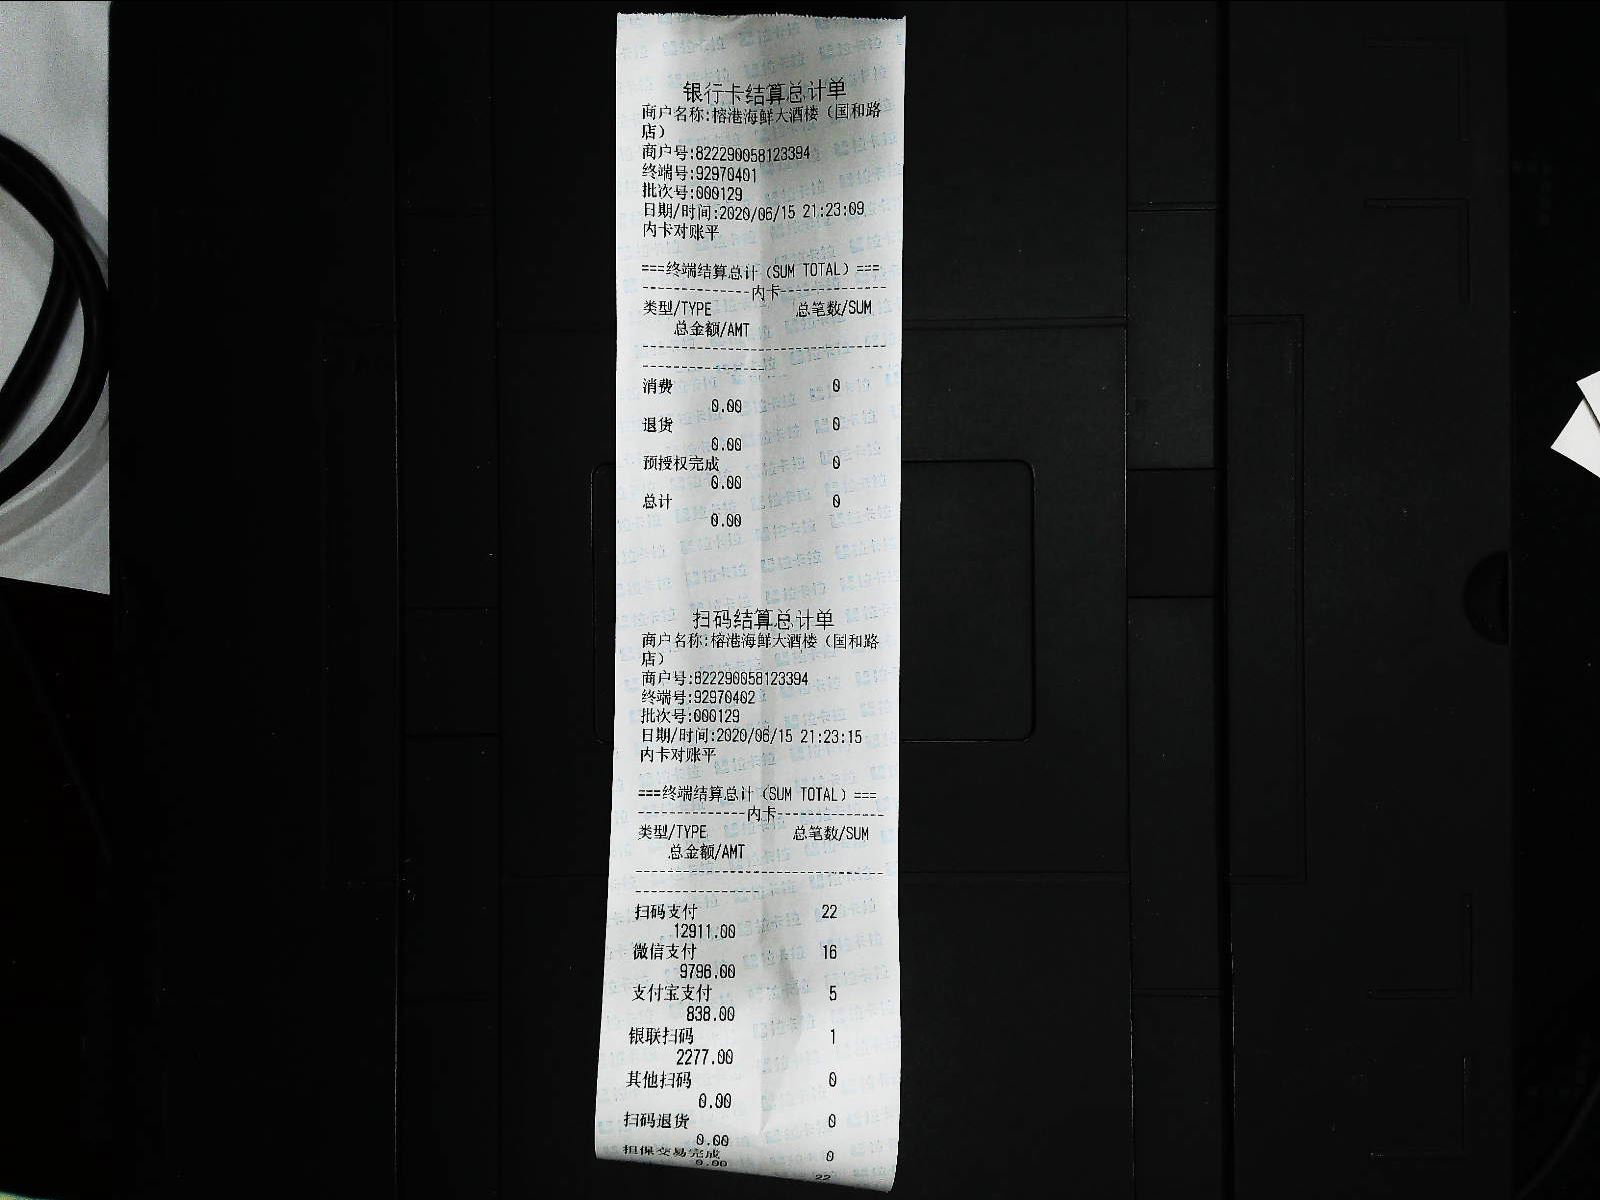 银行卡结算总计单
商户名称:榕港海鲜大酒楼（国和路
店）
商户号:822290058123394
终端号:92970401
批次号:000129
日期/时间:2020/06/15 21:23:09
内卡对账平
===终端结算总计（SUM TOTAL）===
---------------内卡---------------
类型/TYPE 总笔数/SUM
总金额/AMT
消费 0
0.00
退货 0
0.00
预授权完成 0
0.00
总计 0
0.00
扫码结算总计单
商户名称:榕港海鲜大酒楼（国和路
店）
商户号:822290058123394
终端号:92970402
批次号:000129
日期/时间:2020/06/15 21:23:15
内卡对账平
===终端结算总计（SUM TOTAL）===
---------------内卡---------------
类型/TYPE 总笔数/SUM
总金额/AMT
扫码支付 22
12911.00
微信支付 16
9796.00
支付宝支付 5
838.00
银联扫码 1
2277.00
其他扫码 0
0.00
扫码退货 0
0.00
担保交易完成 0
0.00
22